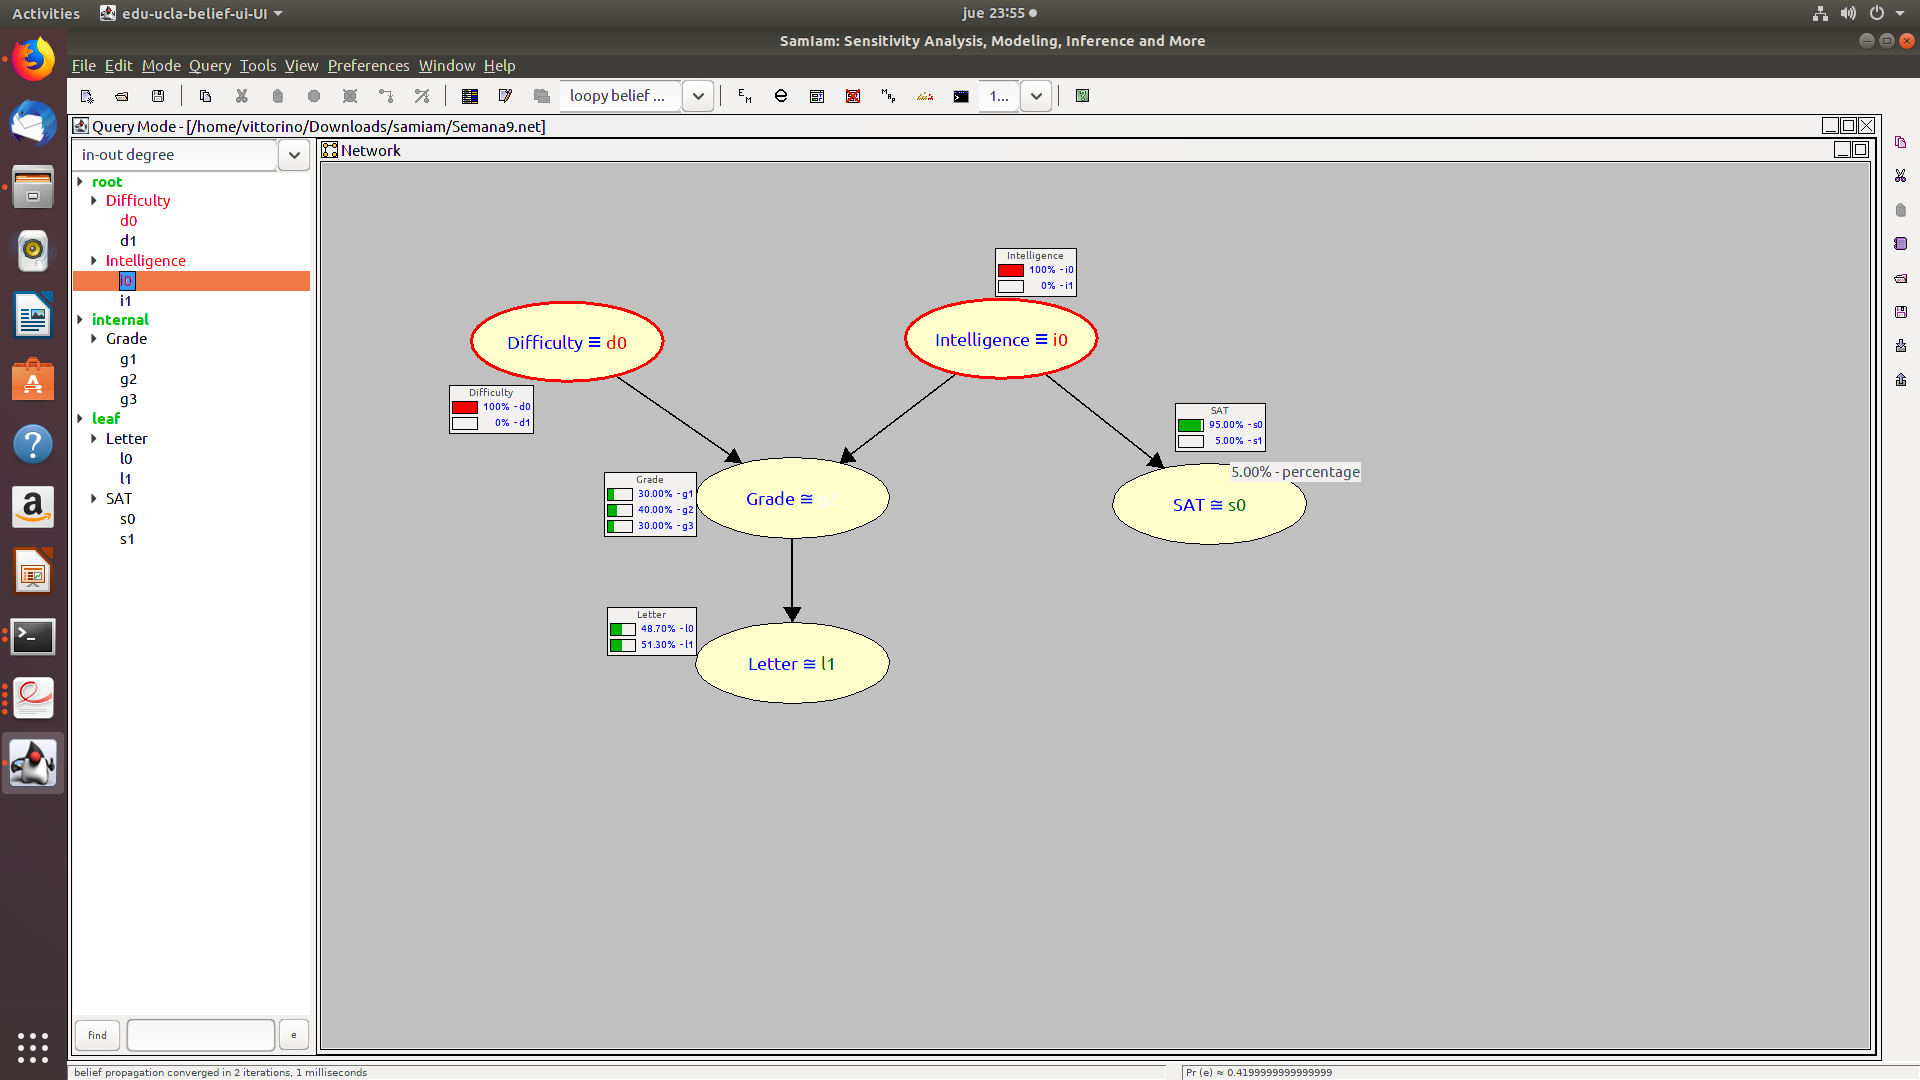 Activities
edu-ucla-belief-ui-UI
jue 23:55
SamIam: Sensitivity Analysis, Modeling, Inference and More
File Edit Mode Query Tools View Preferences Window Help
loopy belief ...
EM
MAP
1...
Query Mode - [/home/vittorino/Downloads/samiam/Semana9.net]
in-out degree
Network
root
Difficulty
d0
d1
Intelligence
i0
i1
internal
Grade
g1
g2
g3
leaf
Letter
l0
l1
SAT
s0
s1
Intelligence
100% - i0
0% - i1
Difficulty ≡ d0
Intelligence ≡ i0
Difficulty
100% - d0
0% - d1
SAT
95.00% - s0
5.00% - s1
5.00% - percentage
Grade
30.00% - g1
40.00% - g2
30.00% - g3
Grade ≅ g2
SAT ≅ s0
Letter
48.70% - l0
51.30% - l1
Letter ≅ l1
find
e
belief propagation converged in 2 iterations, 1 milliseconds
Pr (e) ≈ 0.4199999999999999